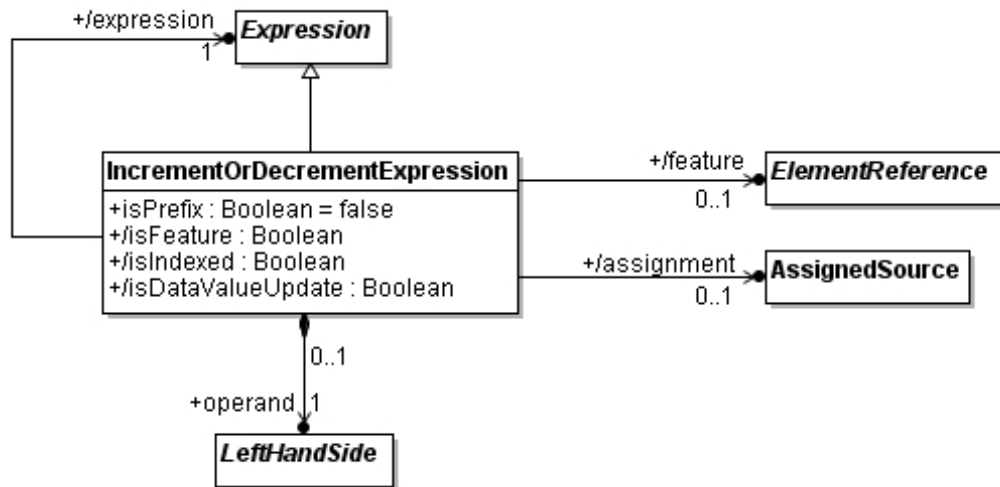 +/expression
1
Expression
IncrementOrDecrementExpression
+isPrefix : Boolean = false
+/isFeature : Boolean
+/isIndexed : Boolean
+/isDataValueUpdate : Boolean
+/feature
0..1
ElementReference
+/assignment
0..1
AssignedSource
0..1
+operand 1
LeftHandSide